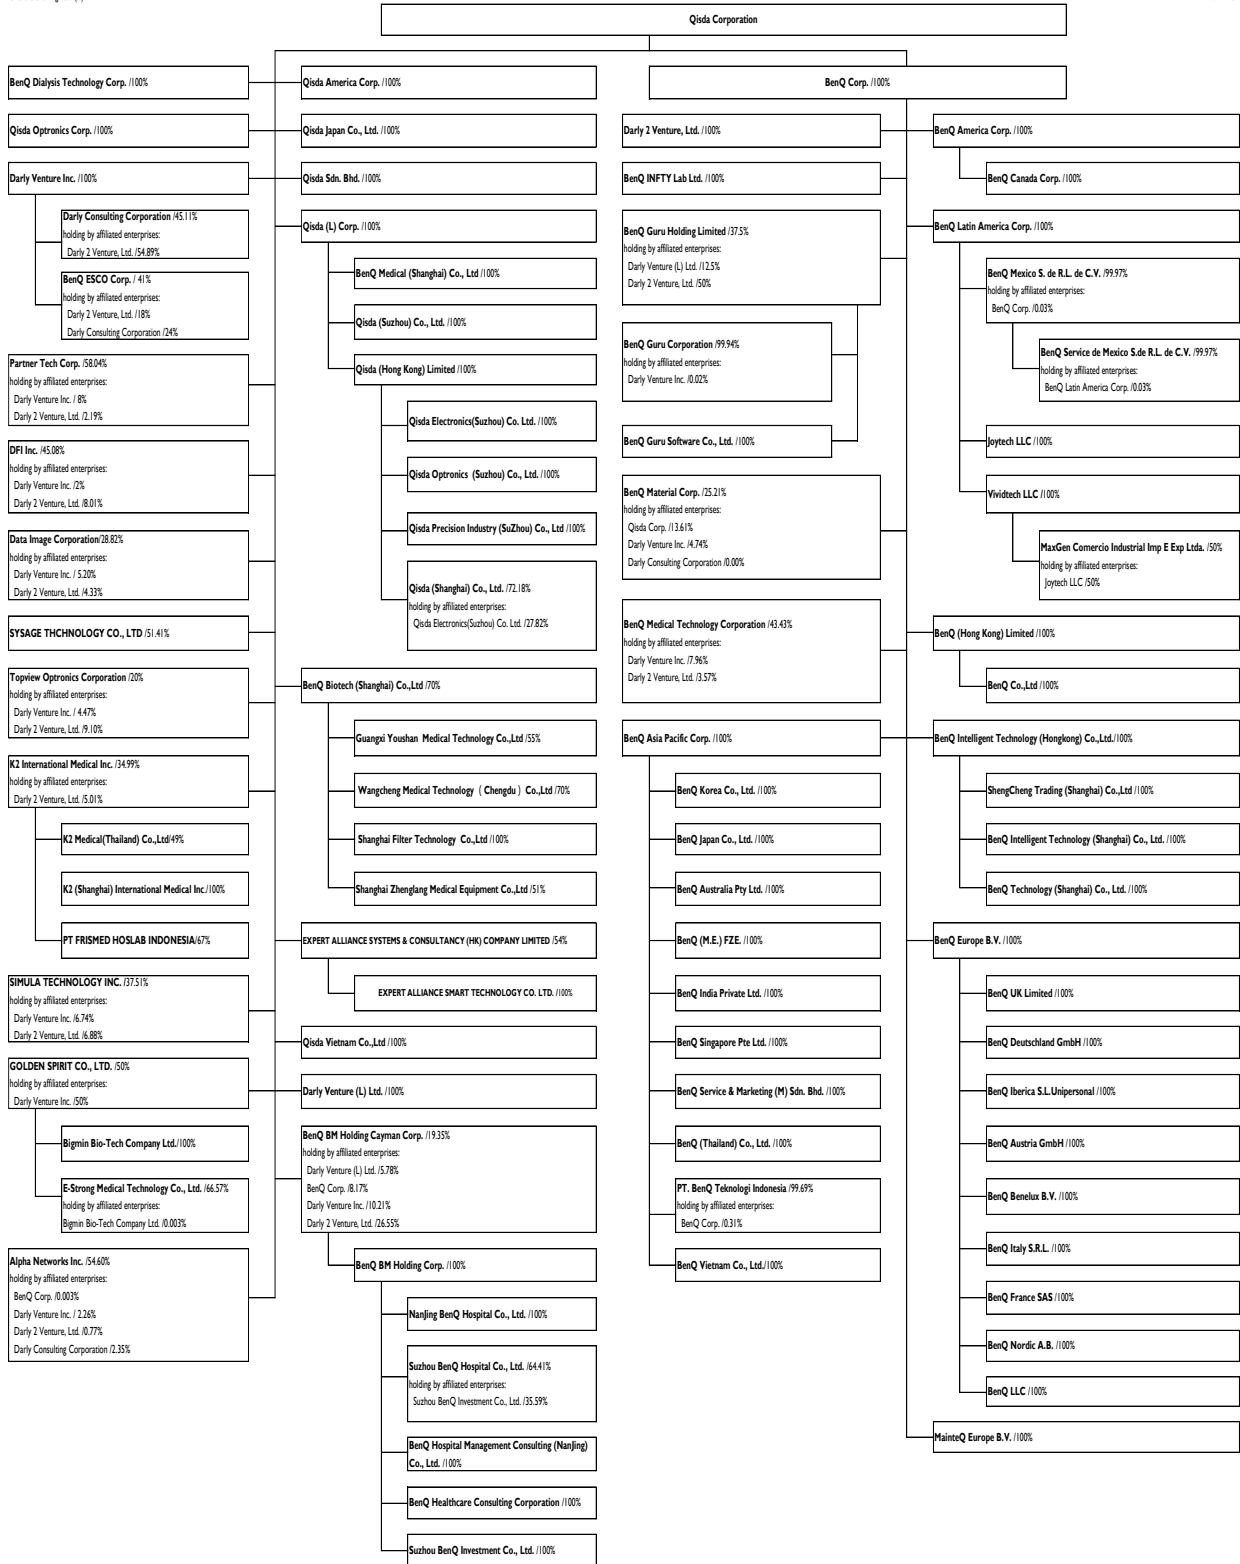 Qisda Corporation
BenQ Dialysis Technology Corp. /100%
Qisda Optronics Corp. /100%
Darly Venture Inc. /100%
Darly Consulting Corporation /45.11%
holding by affiliated enterprises:
Darly 2 Venture, Ltd. /54.89%
BenQ ESCO Corp. / 41%
holding by affiliated enterprises:
Darly 2 Venture, Ltd. /18%
Darly Consulting Corporation /24%
Partner Tech Corp. /58.04%
holding by affiliated enterprises:
Darly Venture Inc. / 8%
Darly 2 Venture, Ltd. /2.19%
DFI Inc. /45.08%
holding by affiliated enterprises:
Darly Venture Inc. /2%
Darly 2 Venture, Ltd. /8.01%
Data Image Corporation/28.82%
holding by affiliated enterprises:
Darly Venture Inc. / 5.20%
Darly 2 Venture, Ltd. /4.33%
SYSAGE THCHNOLOGY CO., LTD /51.41%
Topview Optronics Corporation /20%
holding by affiliated enterprises:
Darly Venture Inc. / 4.47%
Darly 2 Venture, Ltd. /9.10%
K2 International Medical Inc. /34.99%
holding by affiliated enterprises:
Darly 2 Venture, Ltd. /5.01%
K2 Medical(Thailand) Co.,Ltd/49%
K2 (Shanghai) International Medical Inc./100%
PT FRISMED HOSLAB INDONESIA/67%
SIMULA TECHNOLOGY INC. /37.51%
holding by affiliated enterprises:
Darly Venture Inc. /6.74%
Darly 2 Venture, Ltd. /6.88%
GOLDEN SPIRIT CO., LTD. /50%
holding by affiliated enterprises:
Darly Venture Inc. /50%
Bigmin Bio-Tech Company Ltd./100%
E-Strong Medical Technology Co., Ltd. /66.57%
holding by affiliated enterprises:
Bigmin Bio-Tech Company Ltd. /0.003%
Alpha Networks Inc. /54.60%
holding by affiliated enterprises:
BenQ Corp. /0.003%
Darly Venture Inc. / 2.26%
Darly 2 Venture, Ltd. /0.77%
Darly Consulting Corporation /2.35%
Qisda America Corp. /100%
Qisda Japan Co., Ltd. /100%
Qisda Sdn. Bhd. /100%
Qisda (L) Corp. /100%
BenQ Medical (Shanghai) Co., Ltd /100%
Qisda (Suzhou) Co., Ltd. /100%
Qisda (Hong Kong) Limited /100%
Qisda Electronics(Suzhou) Co. Ltd. /100%
Qisda Optronics (Suzhou) Co., Ltd. /100%
Qisda Precision Industry (SuZhou) Co., Ltd /100%
Qisda (Shanghai) Co., Ltd. /72.18%
holding by affiliated enterprises:
Qisda Electronics(Suzhou) Co. Ltd. /27.82%
BenQ Biotech (Shanghai) Co.,Ltd /70%
Guangxi Youshan Medical Technology Co.,Ltd /55%
Wangcheng Medical Technology ( Chengdu ) Co.,Ltd /70%
Shanghai Filter Technology Co.,Ltd /100%
Shanghai Zhenglang Medical Equipment Co.,Ltd /51%
EXPERT ALLIANCE SYSTEMS & CONSULTANCY (HK) COMPANY LIMITED /54%
EXPERT ALLIANCE SMART TECHNOLOGY CO. LTD. /100%
Qisda Vietnam Co.,Ltd /100%
Darly Venture (L) Ltd. /100%
BenQ BM Holding Cayman Corp. /19.35%
holding by affiliated enterprises:
Darly Venture (L) Ltd. /5.78%
BenQ Corp. /8.17%
Darly Venture Inc. /10.21%
Darly 2 Venture, Ltd. /26.55%
BenQ BM Holding Corp. /100%
NanJing BenQ Hospital Co., Ltd. /100%
Suzhou BenQ Hospital Co., Ltd. /64.41%
holding by affiliated enterprises:
Suzhou BenQ Investment Co., Ltd. /35.59%
BenQ Hospital Management Consulting (NanJing)
Co., Ltd. /100%
BenQ Healthcare Consulting Corporation /100%
Suzhou BenQ Investment Co., Ltd. /100%
BenQ Corp. /100%
Darly 2 Venture, Ltd. /100%
BenQ INFTY Lab Ltd. /100%
BenQ Guru Holding Limited /37.5%
holding by affiliated enterprises:
Darly Venture (L) Ltd. /12.5%
Darly 2 Venture, Ltd. /50%
BenQ Guru Corporation /99.94%
holding by affiliated enterprises:
Darly Venture Inc. /0.02%
BenQ Guru Software Co., Ltd. /100%
BenQ Material Corp. /25.21%
holding by affiliated enterprises:
Qisda Corp. /13.61%
Darly Venture Inc. /4.74%
Darly Consulting Corporation /0.00%
BenQ Medical Technology Corporation /43.43%
holding by affiliated enterprises:
Darly Venture Inc. /7.96%
Darly 2 Venture, Ltd. /3.57%
BenQ Asia Pacific Corp. /100%
BenQ Korea Co., Ltd. /100%
BenQ Japan Co., Ltd. /100%
BenQ Australia Pty Ltd. /100%
BenQ (M.E.) FZE. /100%
BenQ India Private Ltd. /100%
BenQ Singapore Pte Ltd. /100%
BenQ Service & Marketing (M) Sdn. Bhd. /100%
BenQ (Thailand) Co., Ltd. /100%
PT. BenQ Teknologi Indonesia /99.69%
holding by affiliated enterprises:
BenQ Corp. /0.31%
BenQ Vietnam Co., Ltd./100%
BenQ America Corp. /100%
BenQ Canada Corp. /100%
BenQ Latin America Corp. /100%
BenQ Mexico S. de R.L. de C.V. /99.97%
holding by affiliated enterprises:
BenQ Corp. /0.03%
BenQ Service de Mexico S.de R.L. de C.V. /99.97%
holding by affiliated enterprises:
BenQ Latin America Corp. /0.03%
Joytech LLC /100%
Vividtech LLC /100%
MaxGen Comercio Industrial Imp E Exp Ltda. /50%
holding by affiliated enterprises:
Joytech LLC /50%
BenQ (Hong Kong) Limited /100%
BenQ Co.,Ltd /100%
BenQ Intelligent Technology (Hongkong) Co.,Ltd./100%
ShengCheng Trading (Shanghai) Co.,Ltd /100%
BenQ Intelligent Technology (Shanghai) Co., Ltd. /100%
BenQ Technology (Shanghai) Co., Ltd. /100%
BenQ Europe B.V. /100%
BenQ UK Limited /100%
BenQ Deutschland GmbH /100%
BenQ Iberica S.L.Unipersonal /100%
BenQ Austria GmbH /100%
BenQ Benelux B.V. /100%
BenQ Italy S.R.L. /100%
BenQ France SAS /100%
BenQ Nordic A.B. /100%
BenQ LLC /100%
MainteQ Europe B.V. /100%